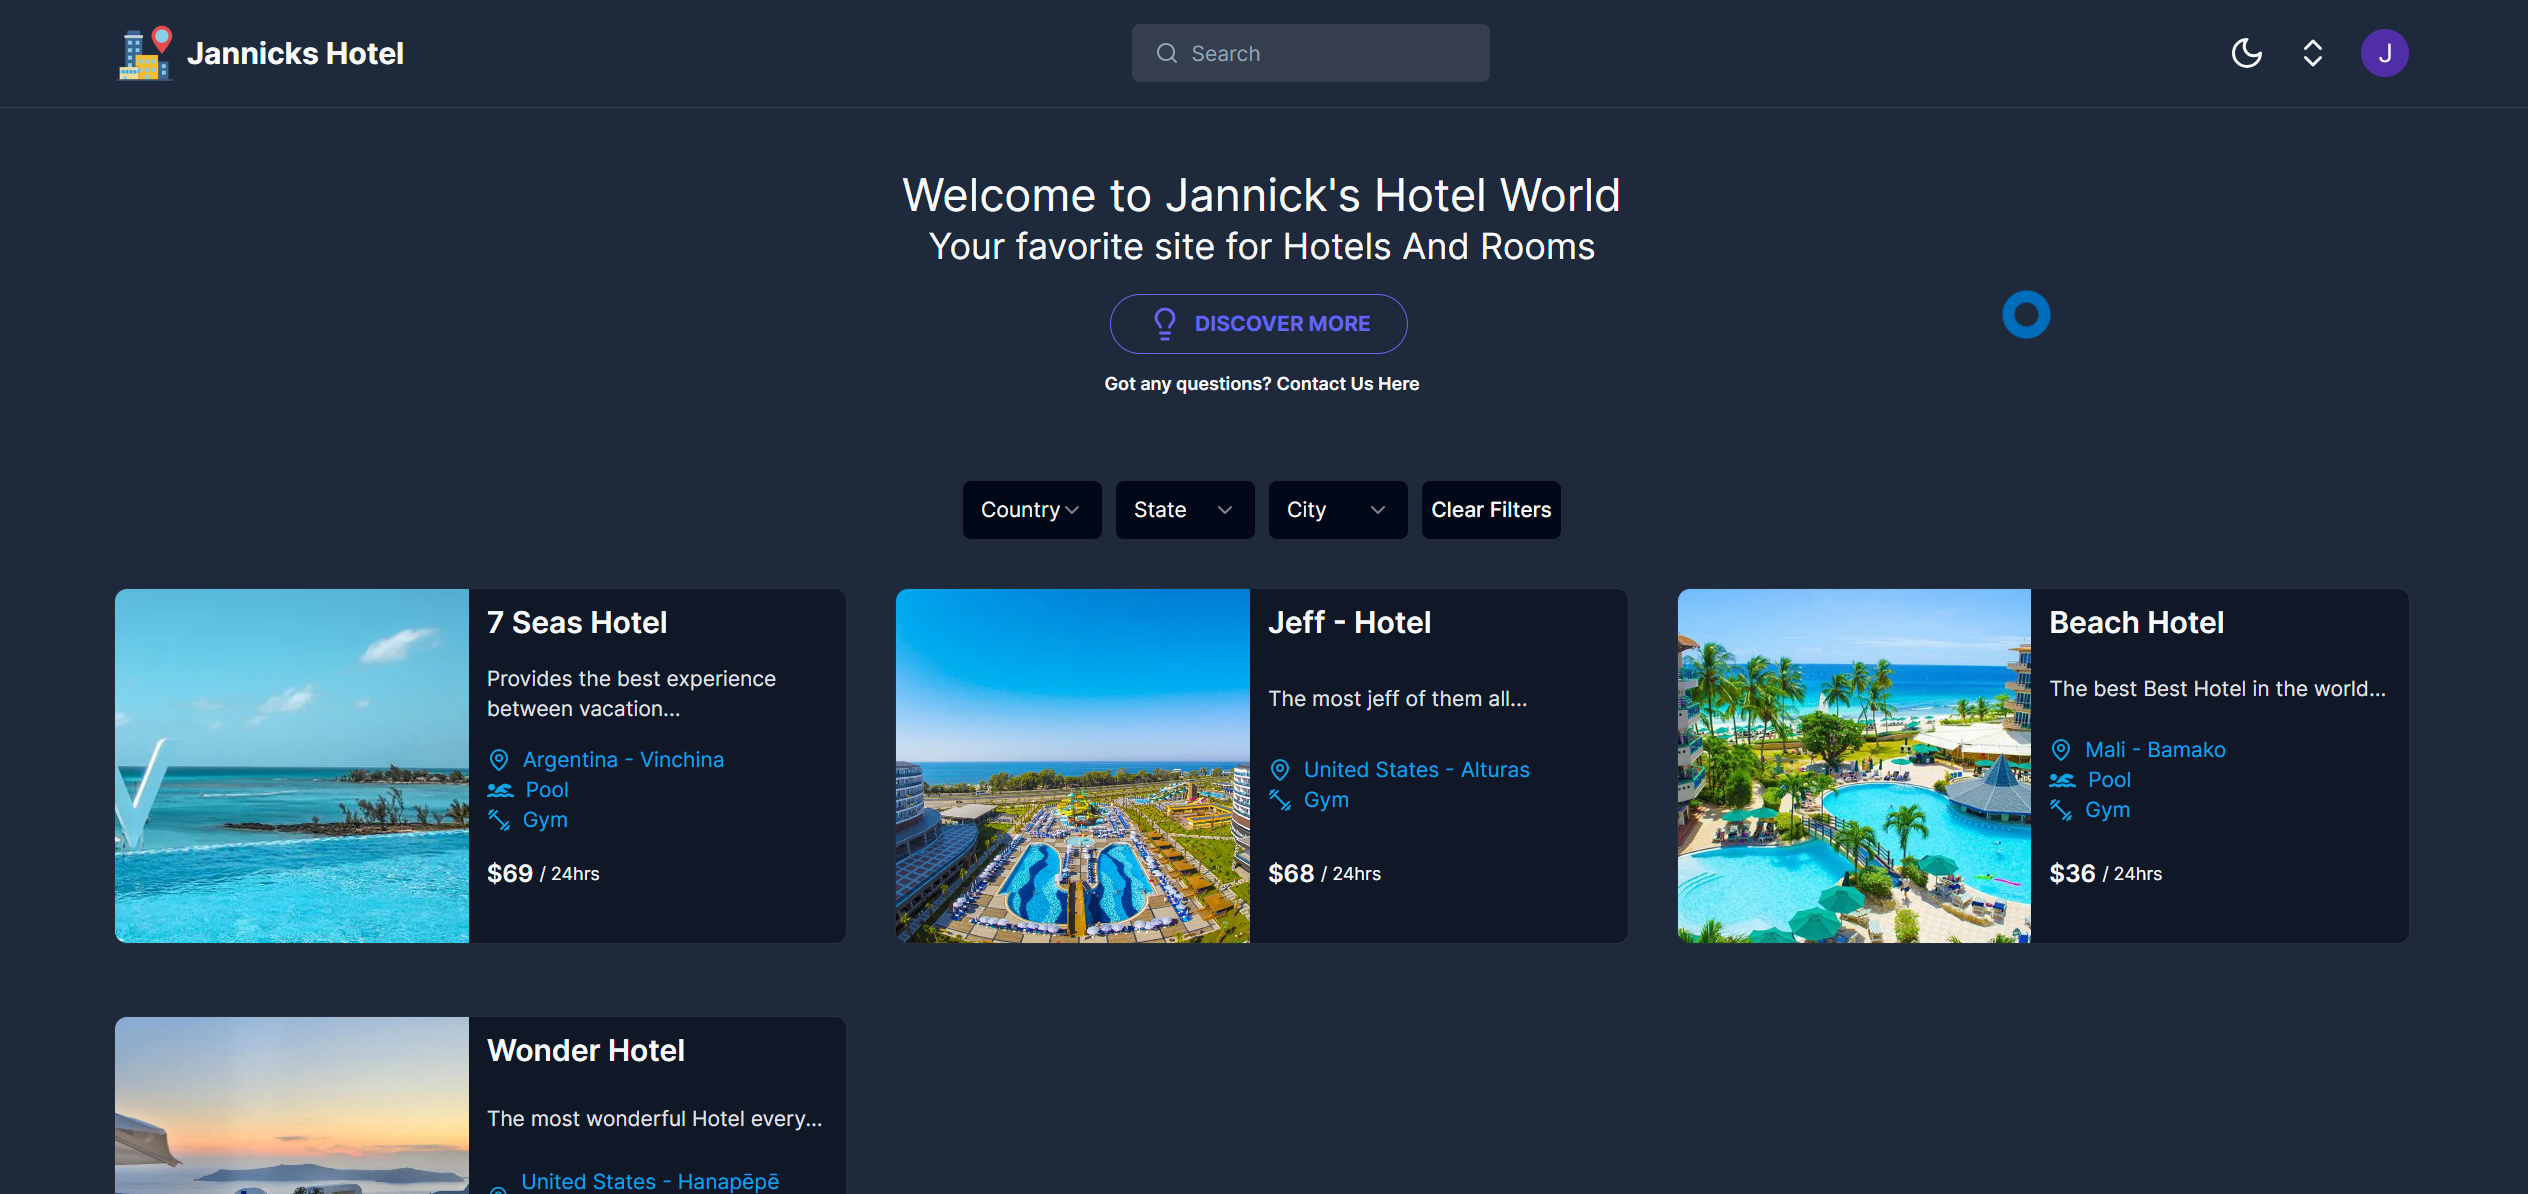 Jannicks Hotel
Search
J
Welcome to Jannick's Hotel World
Your favorite site for Hotels And Rooms
DISCOVER MORE
Got any questions? Contact Us Here
Country
State
City
Clear Filters
7 Seas Hotel
Provides the best experience
between vacation...
Argentina - Vinchina
Pool
Gym
$69 / 24hrs
Jeff - Hotel
The most jeff of them all...
United States - Alturas
Gym
$68 / 24hrs
Beach Hotel
The best Best Hotel in the world...
Mali - Bamako
Pool
Gym
$36 / 24hrs
Wonder Hotel
The most wonderful Hotel every...
United States - Hanapēpē